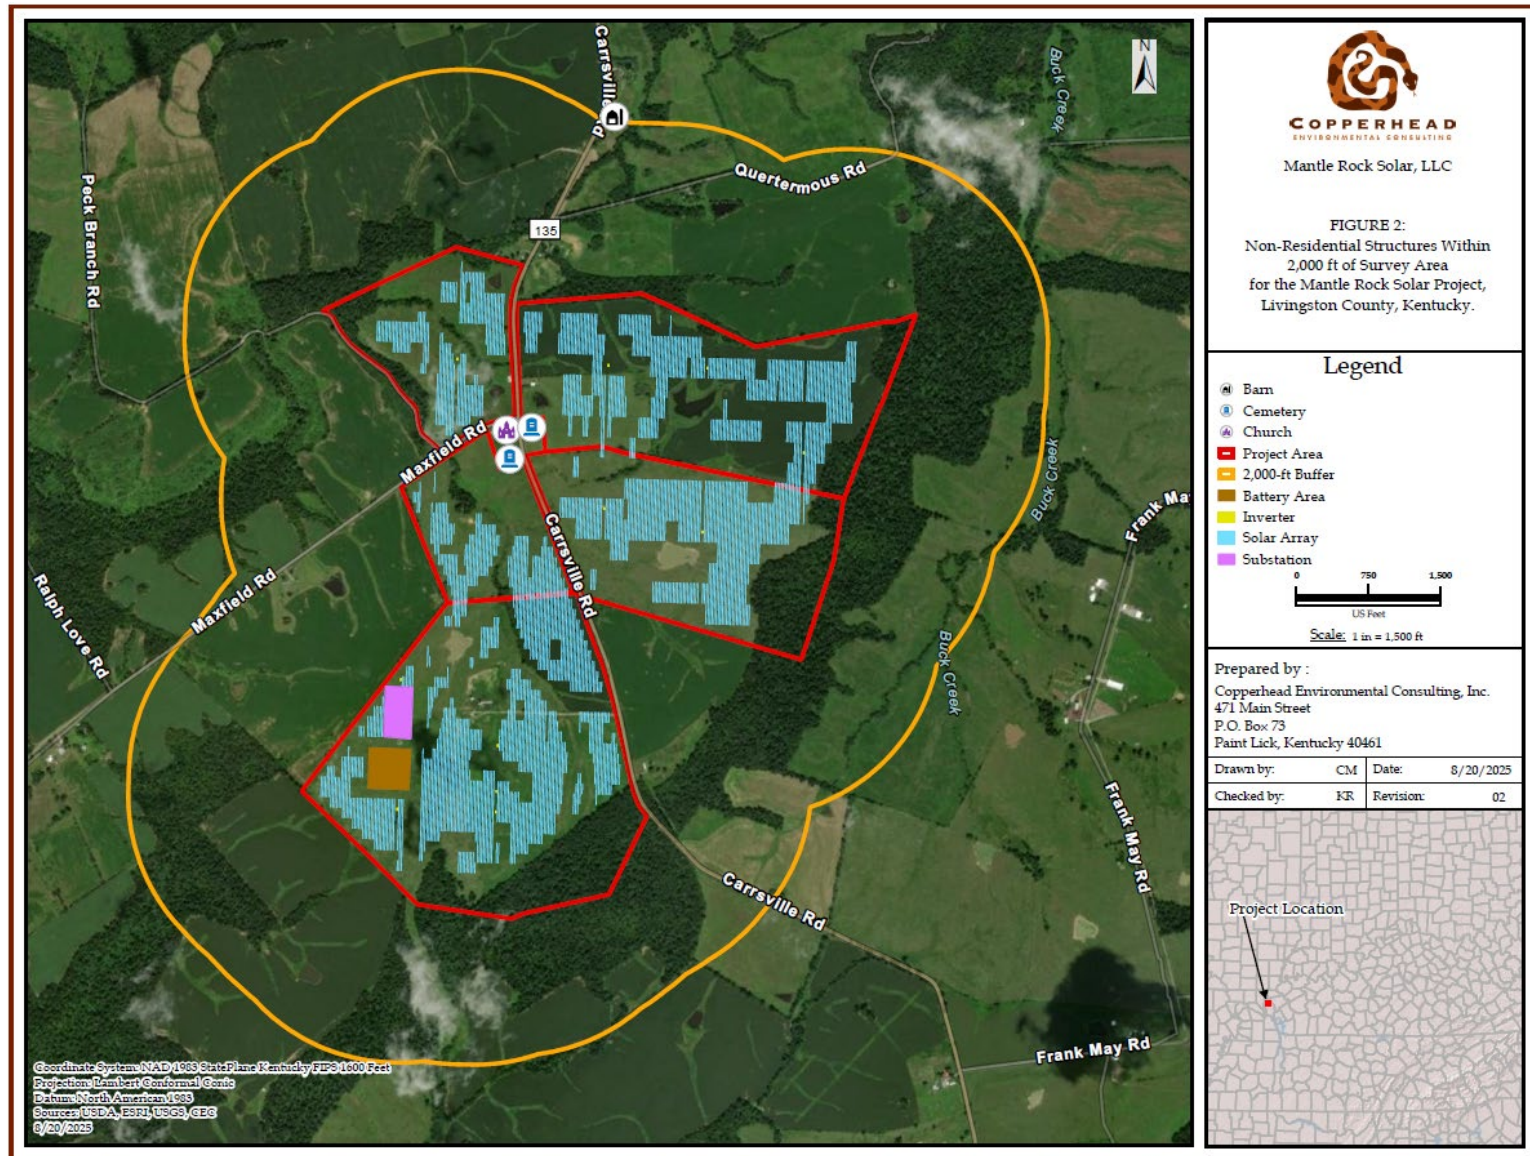 Carrsville Rd
Buck Creek
N
Quertermous Rd
Peck Branch Rd
135
Maxfield Rd
Buck Creek
Frank Ma
Carrsville Rd
Maxfield Rd
Ralph Love Rd
Buck Creek
Frank May Rd
Carrsville Rd
Frank May Rd
Coordinate System: NAD 1983 StatePlane Kentucky FIPS 1600 Feet
Projection: Lambert Conformal Conic
Datum: North American 1983
Sources: USDA, ESRI, USGS, CEC
8/20/2025
COPPERHEAD
ENVIRONMENTAL CONSULTING
Mantle Rock Solar, LLC
FIGURE 2:
Non-Residential Structures Within
2,000 ft of Survey Area
for the Mantle Rock Solar Project,
Livingston County, Kentucky.
Legend
Barn
Cemetery
Church
Project Area
2,000-ft Buffer
Battery Area
Inverter
Solar Array
Substation
0 750 1,500
US Feet
Scale: 1 in = 1,500 ft
Prepared by :
Copperhead Environmental Consulting, Inc.
471 Main Street
P.O. Box 73
Paint Lick, Kentucky 40461
Drawn by: CM Date: 8/20/2025
Checked by: KR Revision: 02
Project Location